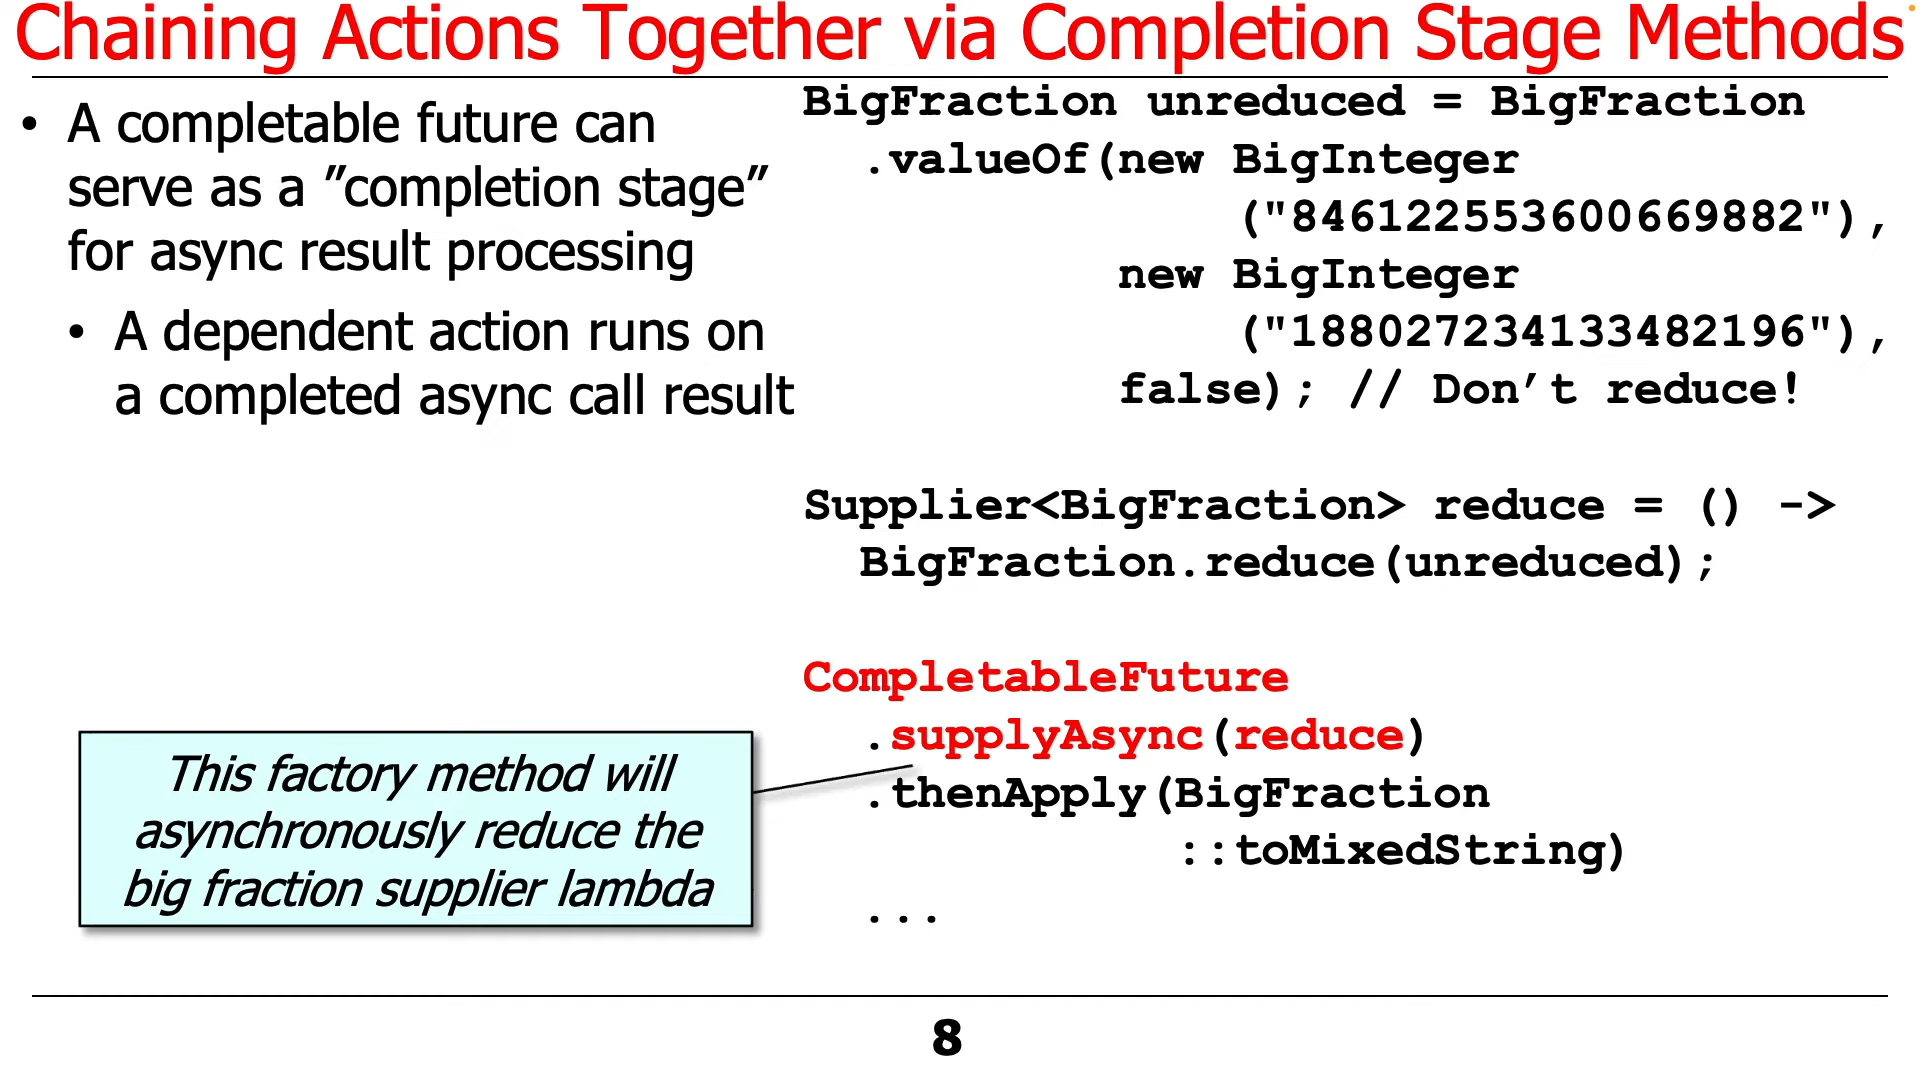 Chaining Actions Together via Completion Stage Methods
• A completable future can
serve as a ”completion stage”
for async result processing
• A dependent action runs on
a completed async call result
BigFraction unreduced = BigFraction
.valueOf(new BigInteger
("846122553600669882"),
new BigInteger
("188027234133482196"),
false); // Don’t reduce!
Supplier<BigFraction> reduce = () ->
BigFraction.reduce(unreduced);
CompletableFuture
.supplyAsync(reduce)
.thenApply(BigFraction
::toMixedString)
...
This factory method will
asynchronously reduce the
big fraction supplier lambda
8